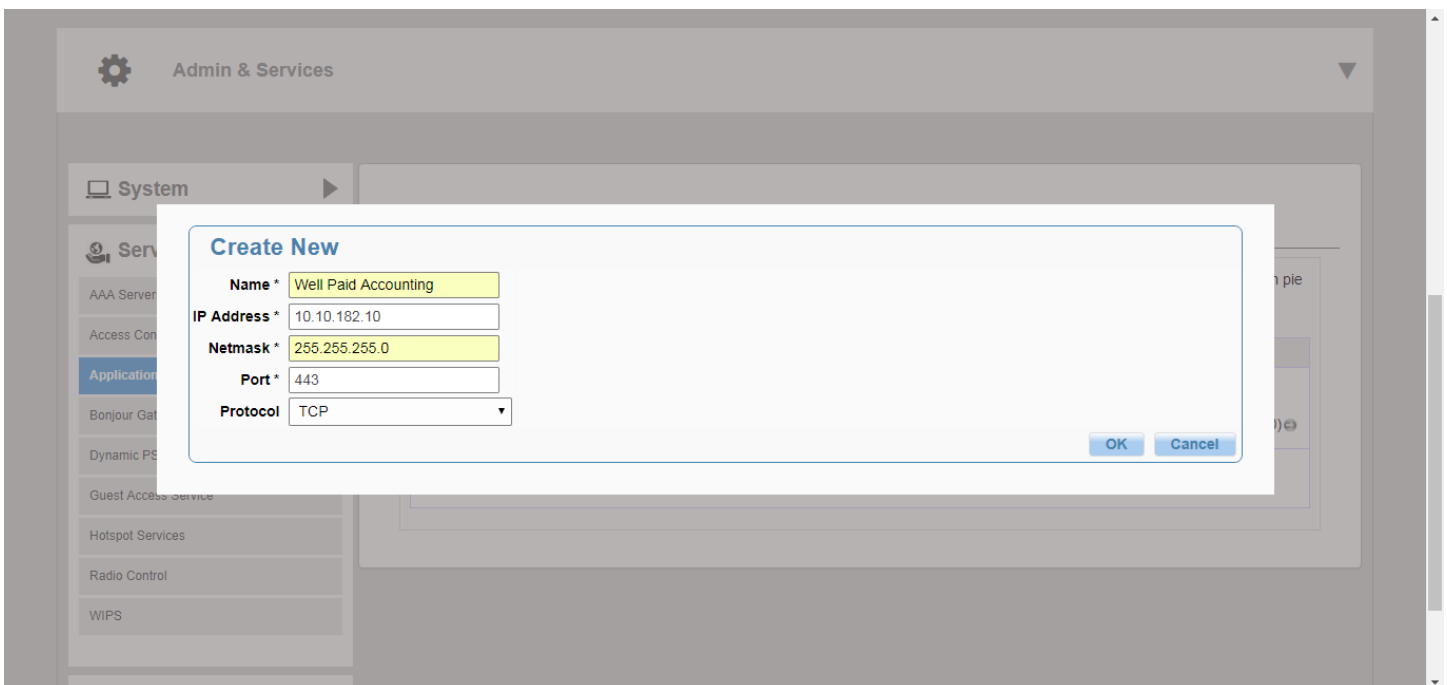 Admin & Services
System
Serv
Create New
Name * Well Paid Accounting
IP Address * 10.10.182.10
Netmask * 255.255.255.0
Port * 443
Protocol TCP
OK Cancel
AAA Server
Access Con
Application
Bonjour Gat
Dynamic PS
Guest Access Service
Hotspot Services
Radio Control
WIPS
pie